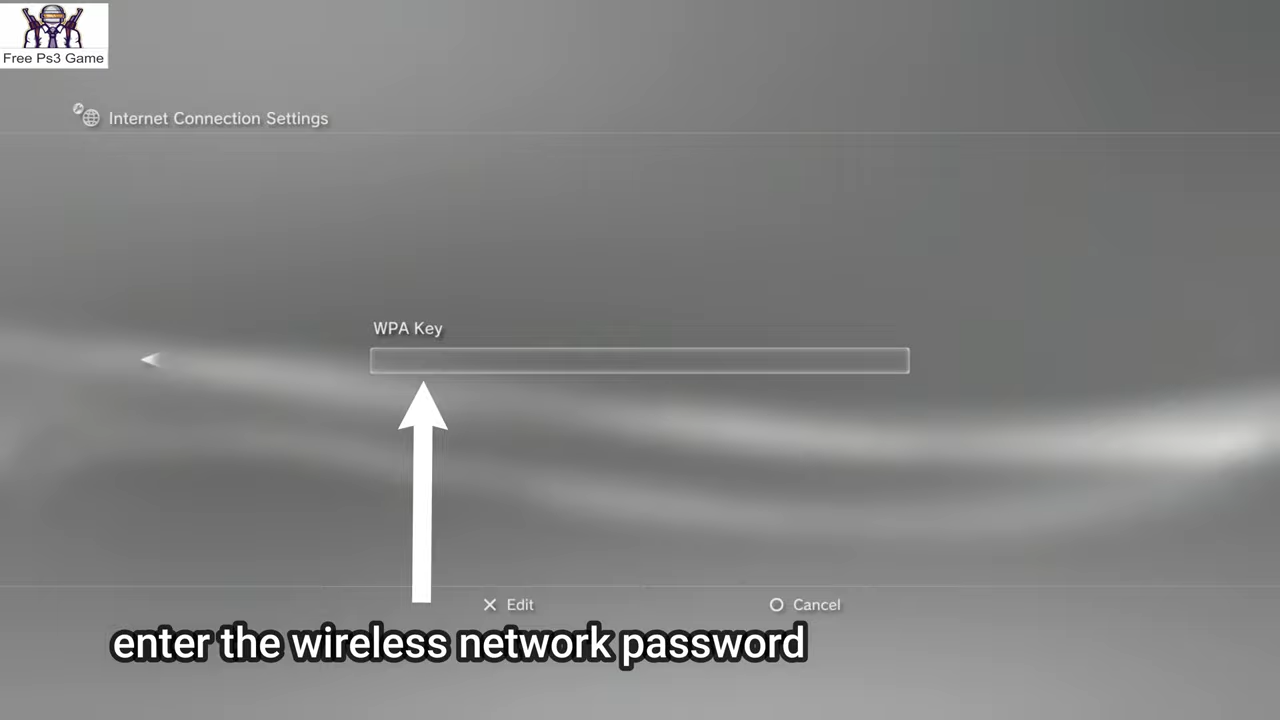 Free Ps3 Game
Internet Connection Settings
WPA Key
Edit
Cancel
enter the wireless network password